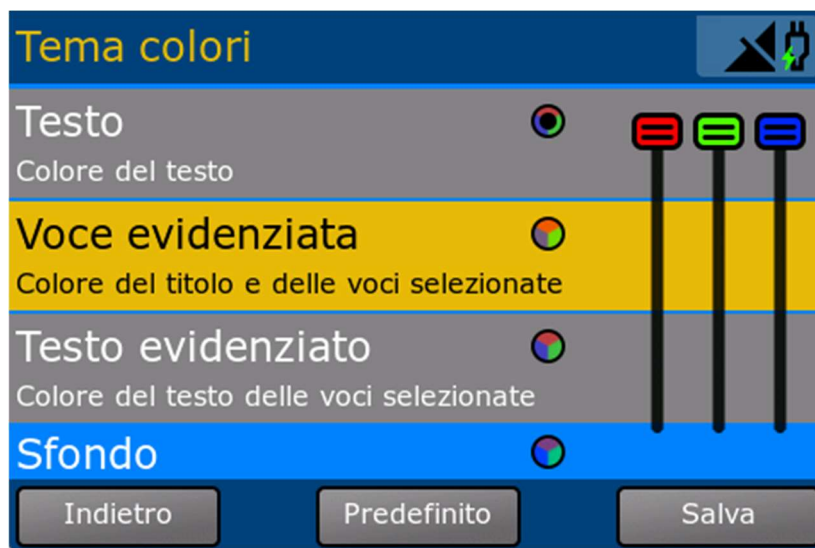 Tema colori
Testo
Colore del testo
Voce evidenziata
Colore del titolo e delle voci selezionate
Testo evidenziato
Colore del testo delle voci selezionate
Sfondo
Indietro Predefinito Salva